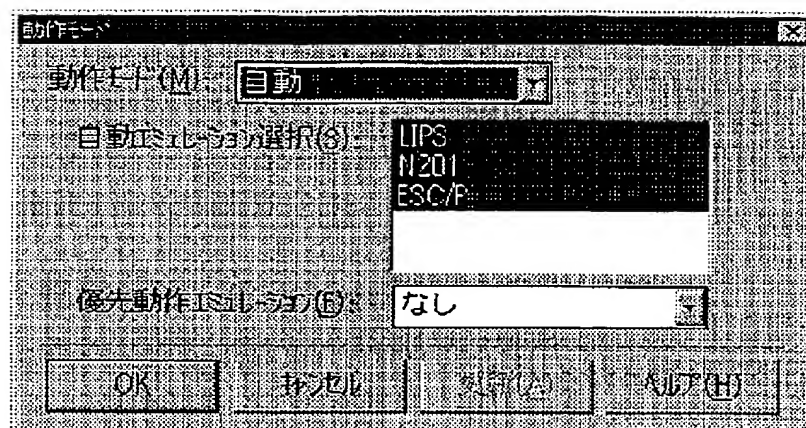 動作モード
動作モード(M): 自動
自動エミュレーション選択(S): LIPS
N201
ESC/P
優先動作エミュレーション(E): なし
OK キャンセル ヘルプ(H)